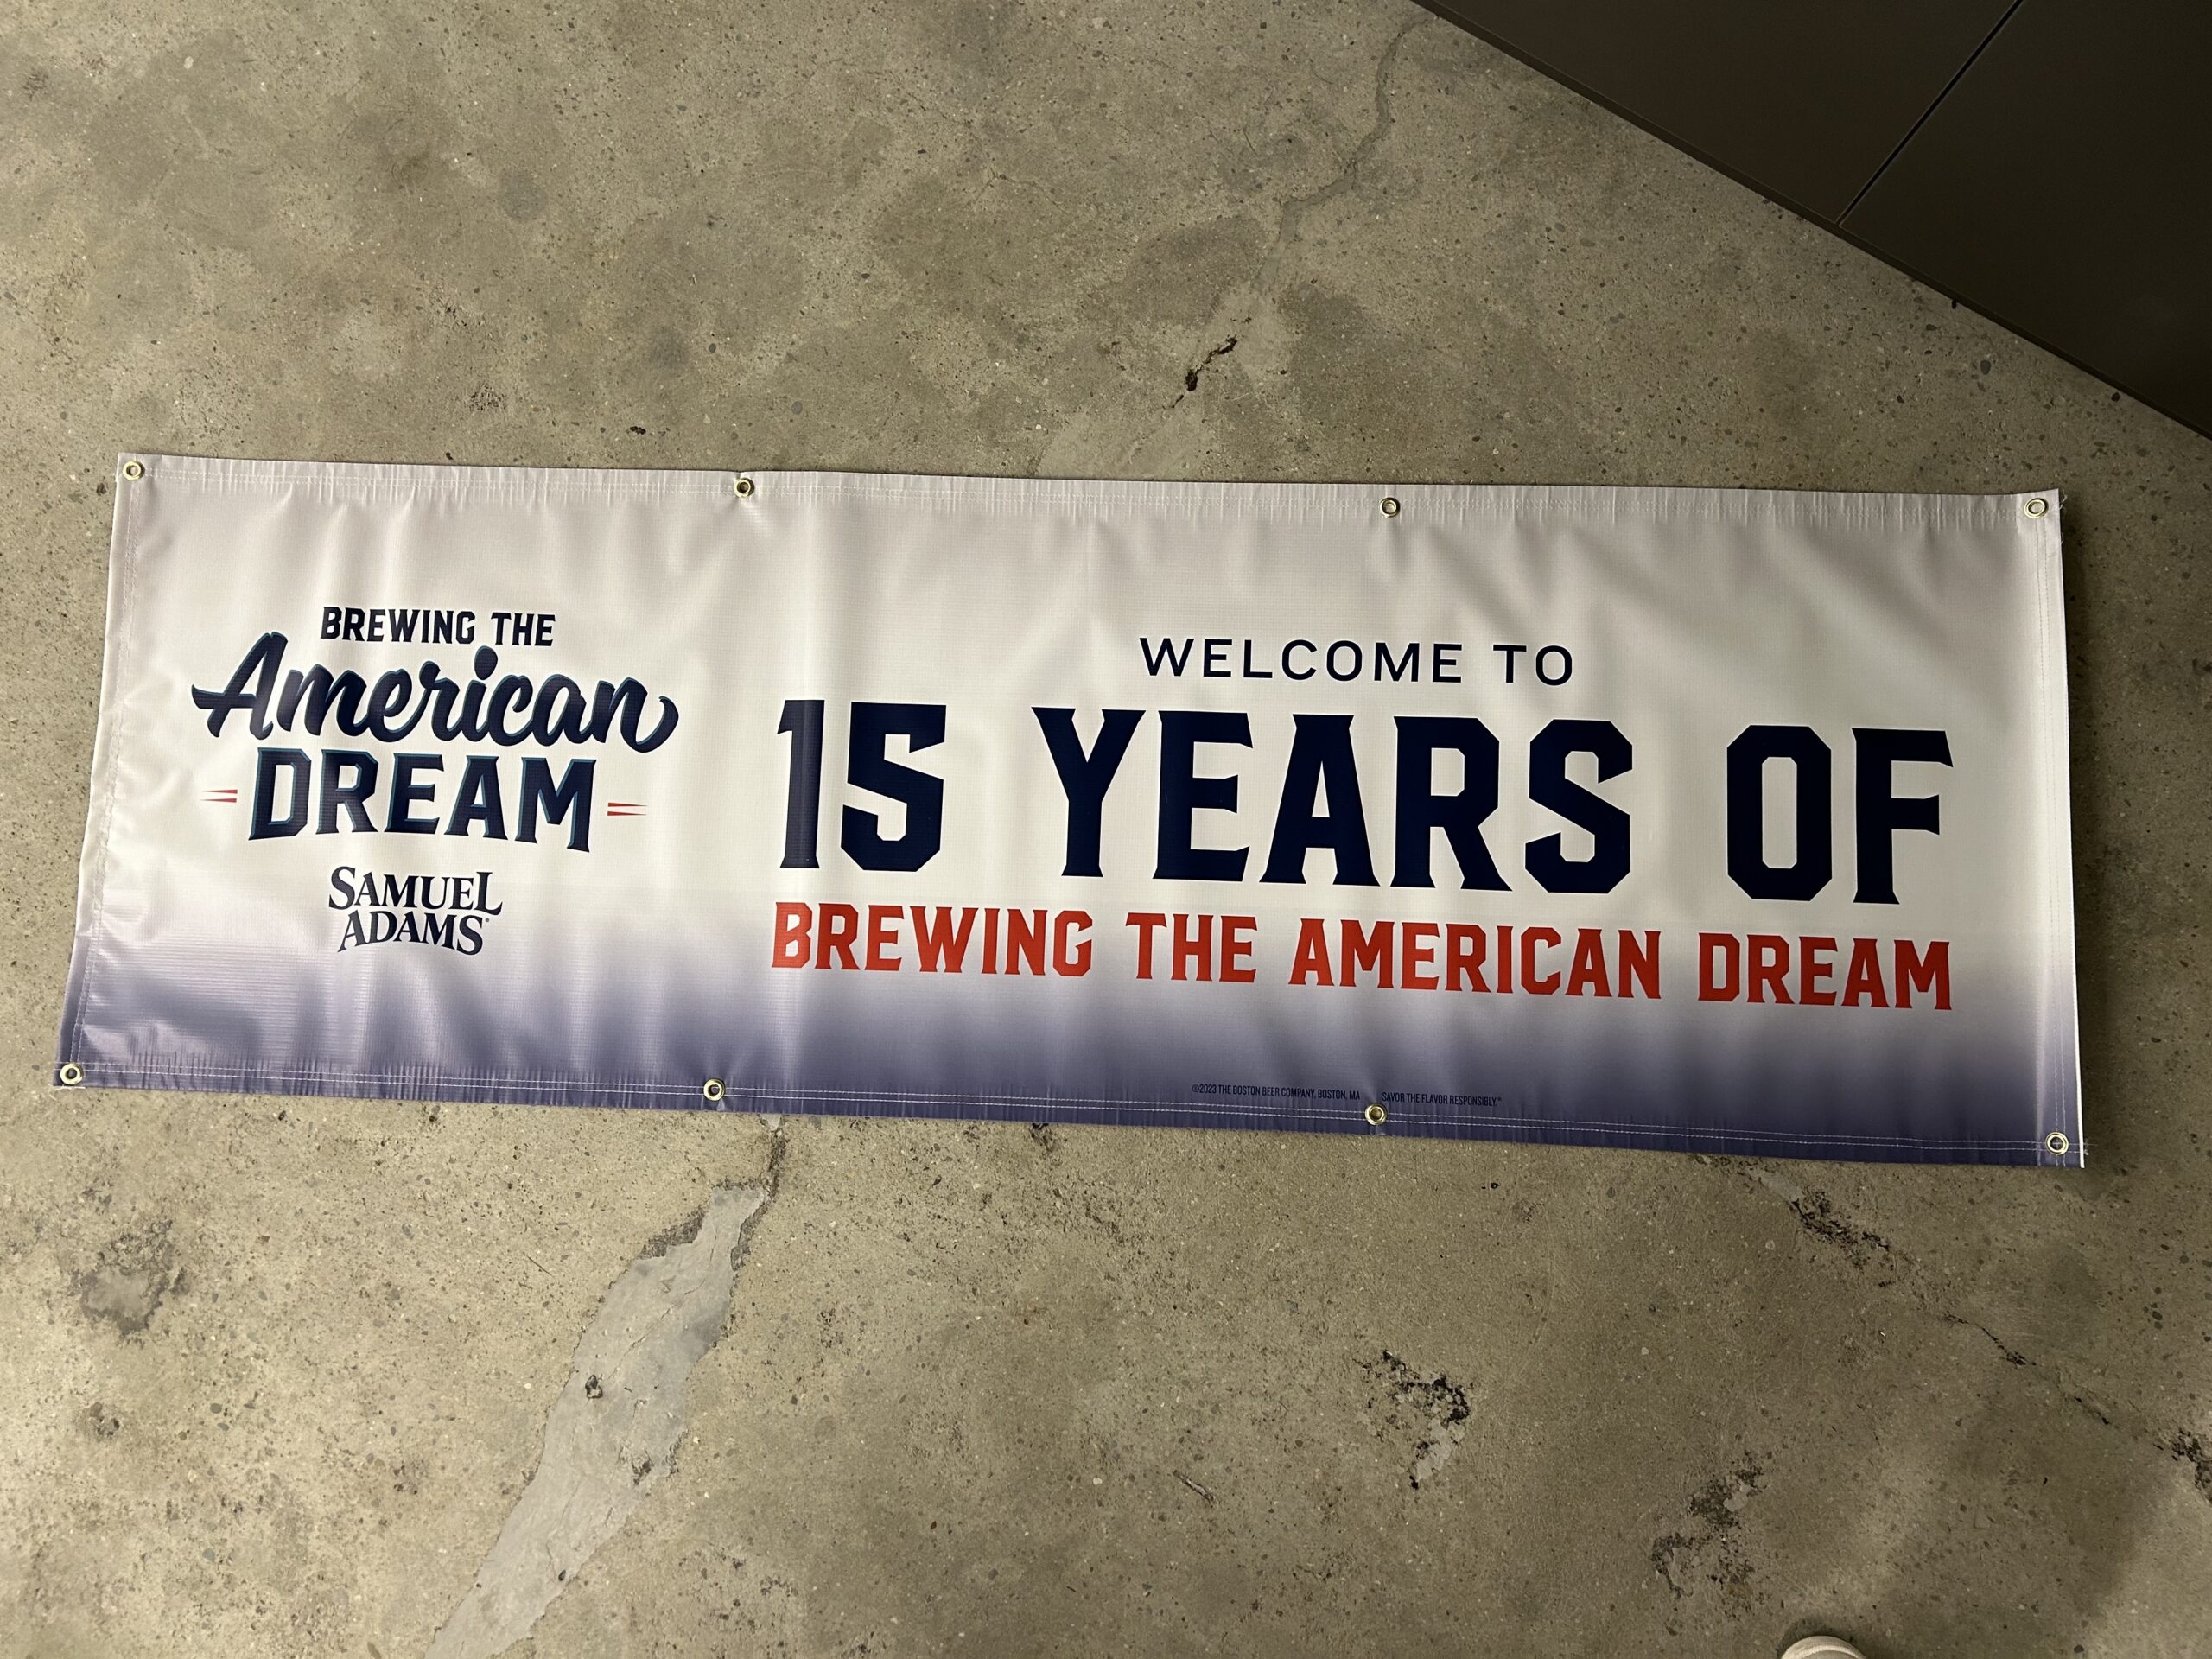 BREWING THE
American
DREAM
SAMUEL
ADAMS®
WELCOME TO
15 YEARS OF
BREWING THE AMERICAN DREAM
©2023 THE BOSTON BEER COMPANY, BOSTON, MA SAVOR THE FLAVOR RESPONSIBLY.®